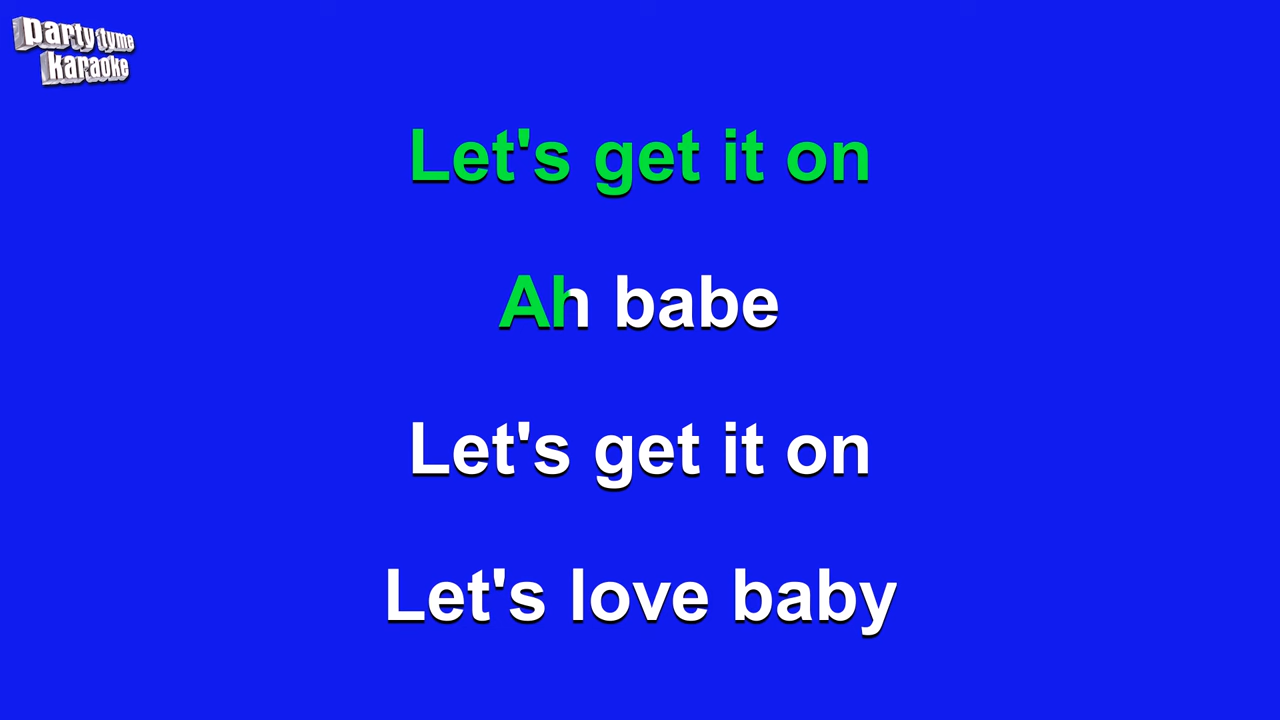 party tyme
karaoke
Let's get it on
Ah babe
Let's get it on
Let's love baby